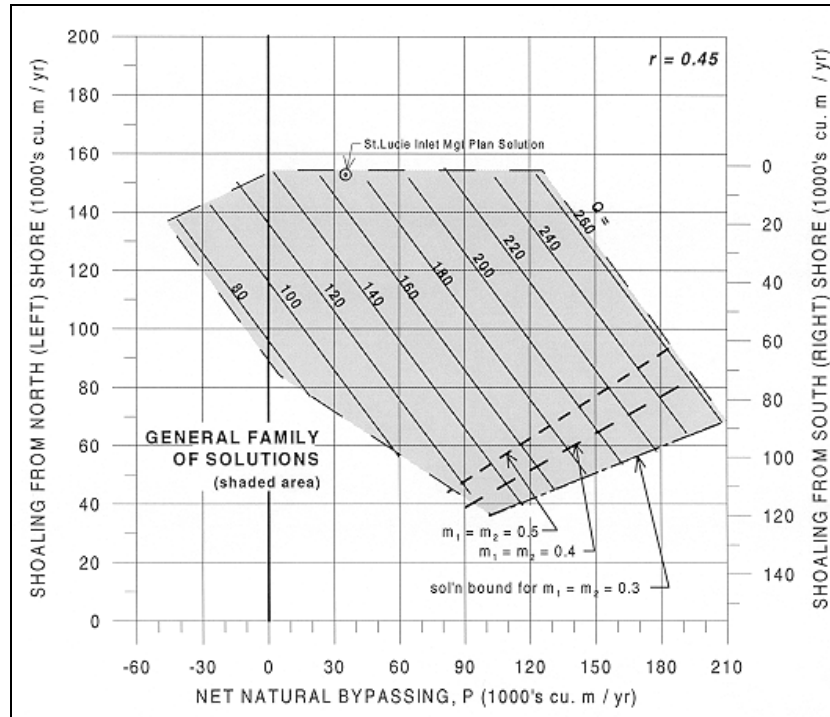 r = 0.45
SHOALING FROM NORTH (LEFT) SHORE (1000's cu. m / yr)
200
180
160
140
120
100
80
60
40
20
0
St.Lucie Inlet Mgt Plan Solution
80
100
120
140
160
180
200
220
240
260
Q =
GENERAL FAMILY
OF SOLUTIONS
(shaded area)
m1 = m2 = 0.5
m1 = m2 = 0.4
sol'n bound for m1 = m2 = 0.3
0
20
40
60
80
100
120
140
SHOALING FROM SOUTH (RIGHT) SHORE (1000's cu. m / yr)
-60 -30 0 30 60 90 120 150 180 210
NET NATURAL BYPASSING, P (1000's cu. m / yr)